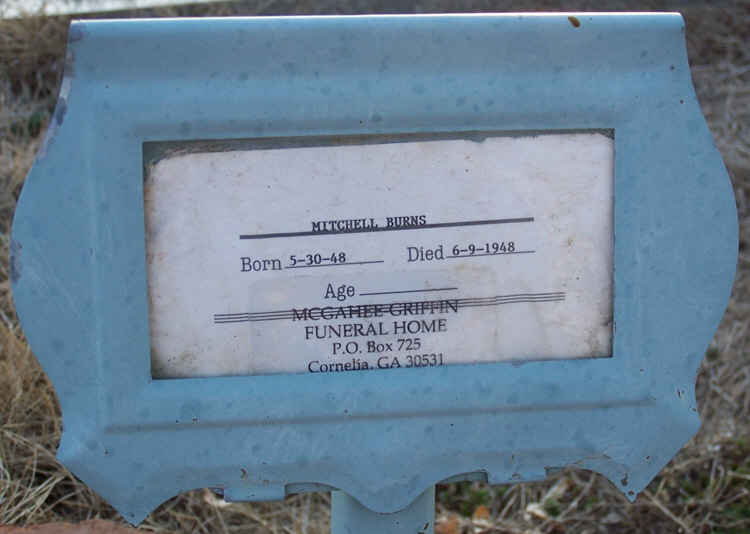 MITCHELL BURNS
Born 5-30-48 Died 6-9-1948
Age
MCGAHEE-GRIFFIN
FUNERAL HOME
P.O. Box 725
Cornelia, GA 30531